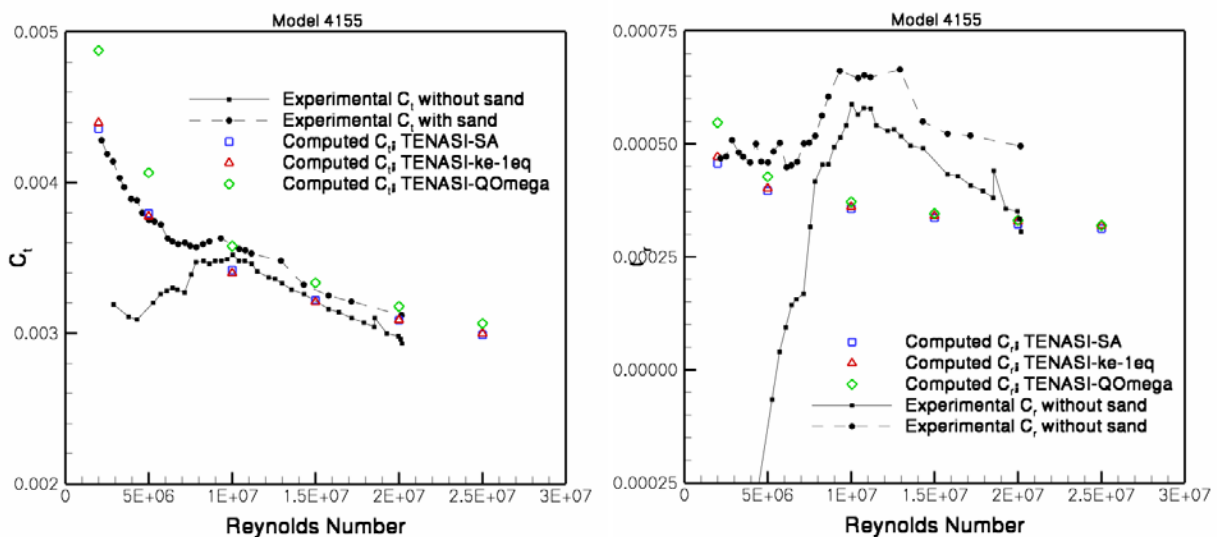 Model 4155
0.005
0.004
0.003
0.002
C_t
Experimental C_t without sand
Experimental C_t with sand
Computed C_t; TENASI-SA
Computed C_t; TENASI-ke-1eq
Computed C_t; TENASI-QOmega
0
5E+06
1E+07
1.5E+07
2E+07
2.5E+07
3E+07
Reynolds Number
Model 4155
0.00075
0.00050
0.00025
0.00000
0.00025
Computed C_r; TENASI-SA
Computed C_r; TENASI-ke-1eq
Computed C_r; TENASI-QOmega
Experimental C_r without sand
Experimental C_r without sand
0
5E+06
1E+07
1.5E+07
2E+07
2.5E+07
3E+07
Reynolds Number